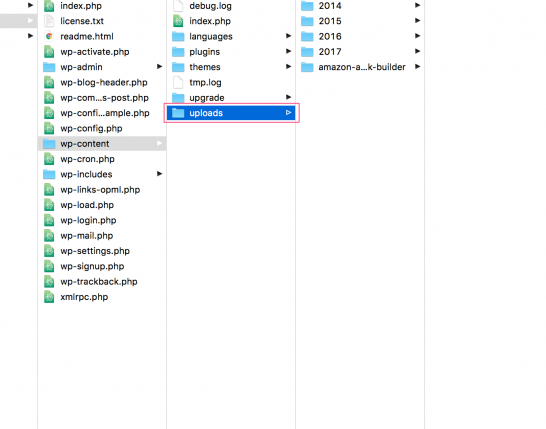 index.php
license.txt
readme.html
wp-activate.php
wp-admin
wp-blog-header.php
wp-com...s-post.php
wp-confi...ample.php
wp-config.php
wp-content
wp-cron.php
wp-includes
wp-links-opml.php
wp-load.php
wp-login.php
wp-mail.php
wp-settings.php
wp-signup.php
wp-trackback.php
xmlrpc.php
debug.log
index.php
languages
plugins
themes
tmp.log
upgrade
uploads
2014
2015
2016
2017
amazon-a...k-builder